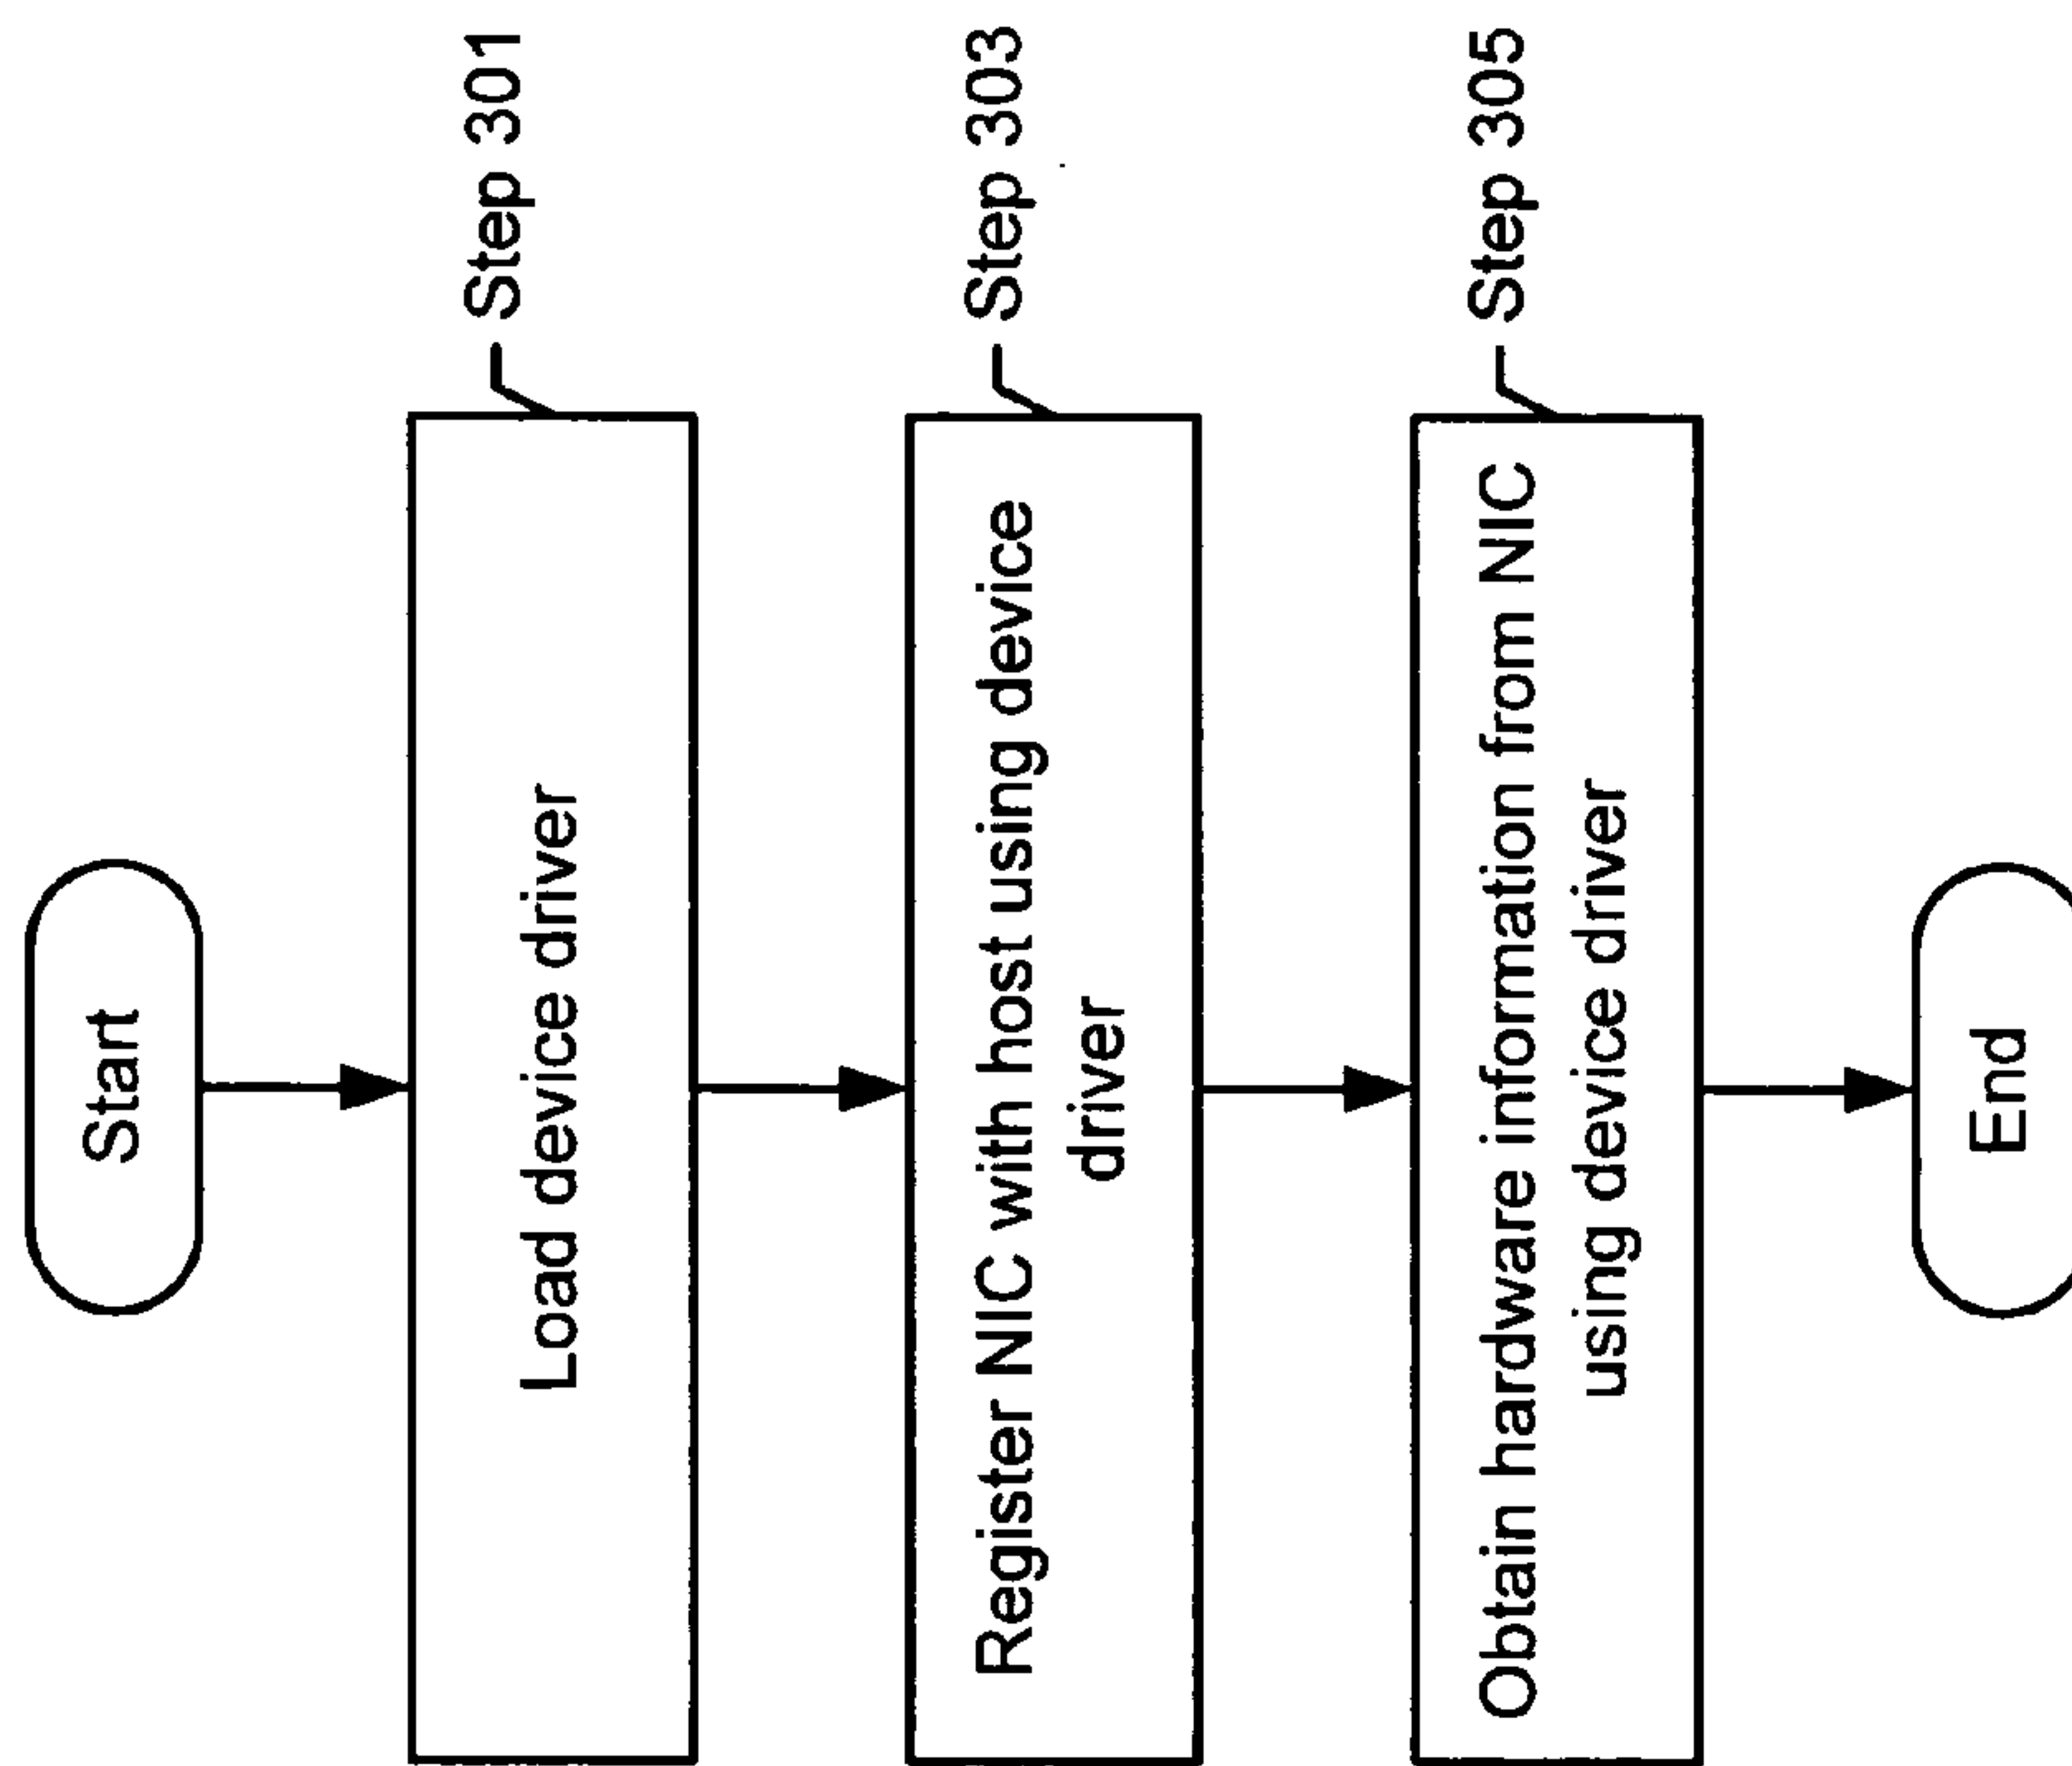 Start
Load device driver
Step 301
Register NIC with host using device
driver
Step 303
Obtain hardware information from NIC
using device driver
Step 305
End